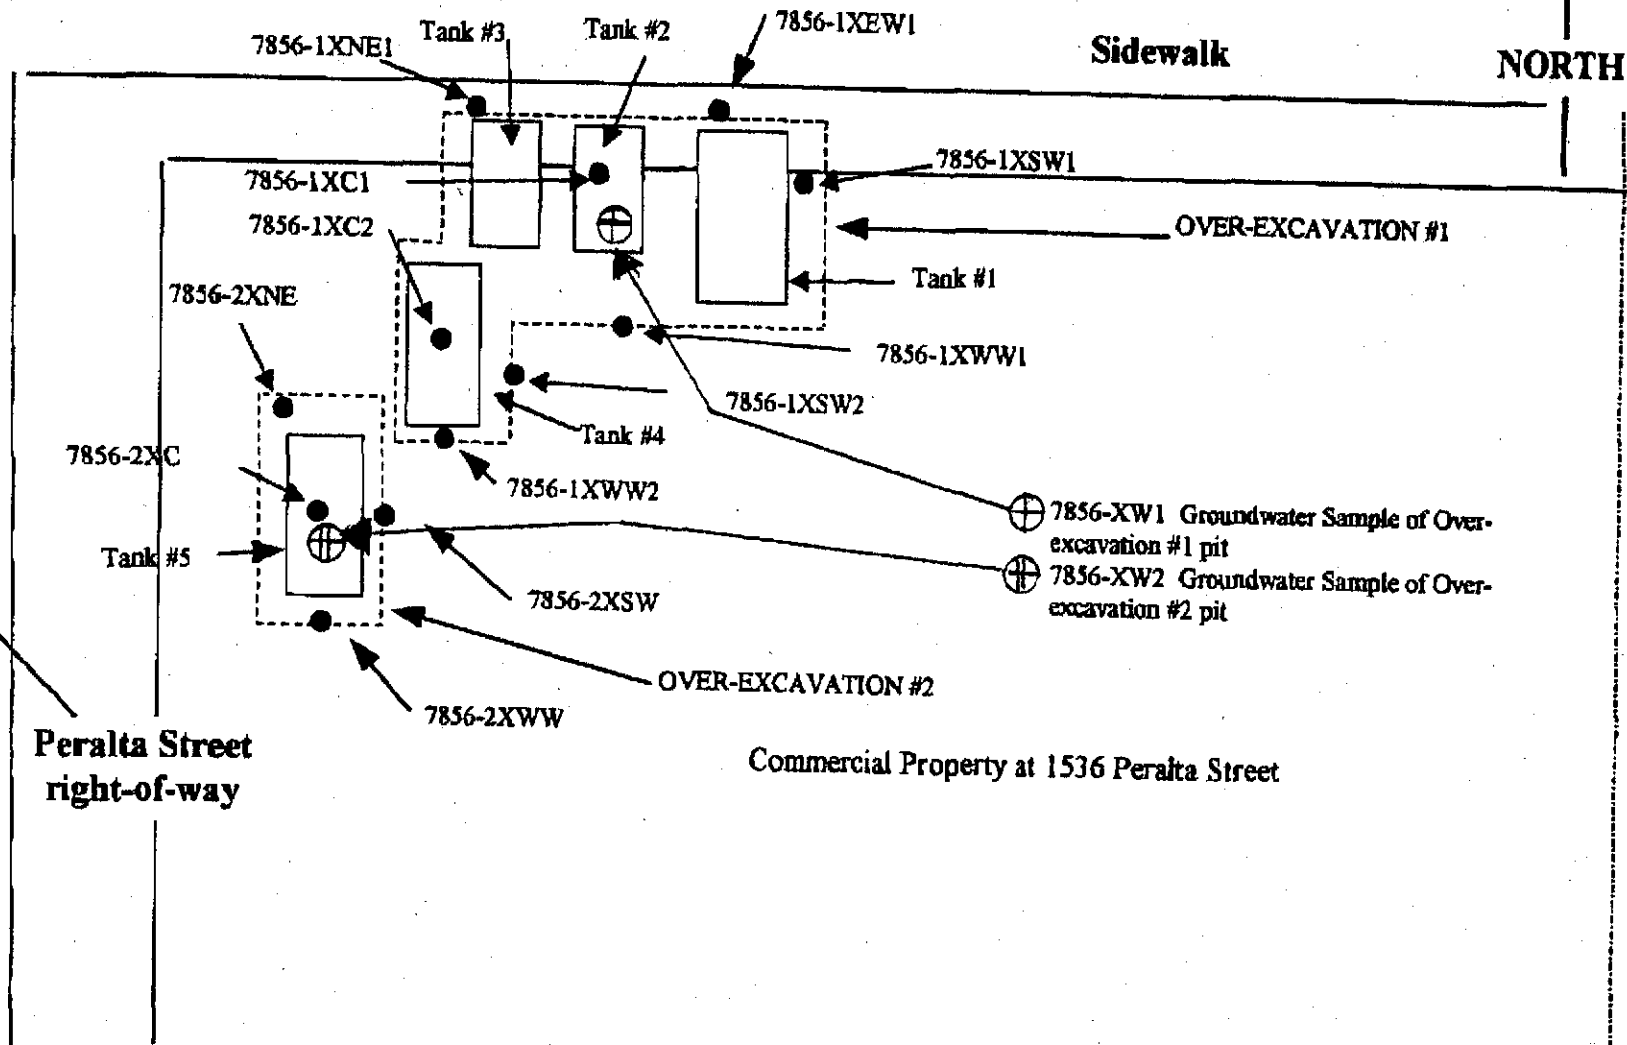 7856-1XEW1
Tank #3
Tank #2
7856-1XNE1
Sidewalk
NORTH
7856-1XSW1
7856-1XC1
7856-1XC2
OVER-EXCAVATION #1
Tank #1
7856-2XNE
7856-1XWW1
7856-1XSW2
Tank #4
7856-2XC
7856-1XWW2
7856-XW1 Groundwater Sample of Over-
excavation #1 pit
Tank #5
7856-XW2 Groundwater Sample of Over-
excavation #2 pit
7856-2XSW
OVER-EXCAVATION #2
7856-2XWW
Peralta Street
right-of-way
Commercial Property at 1536 Peralta Street